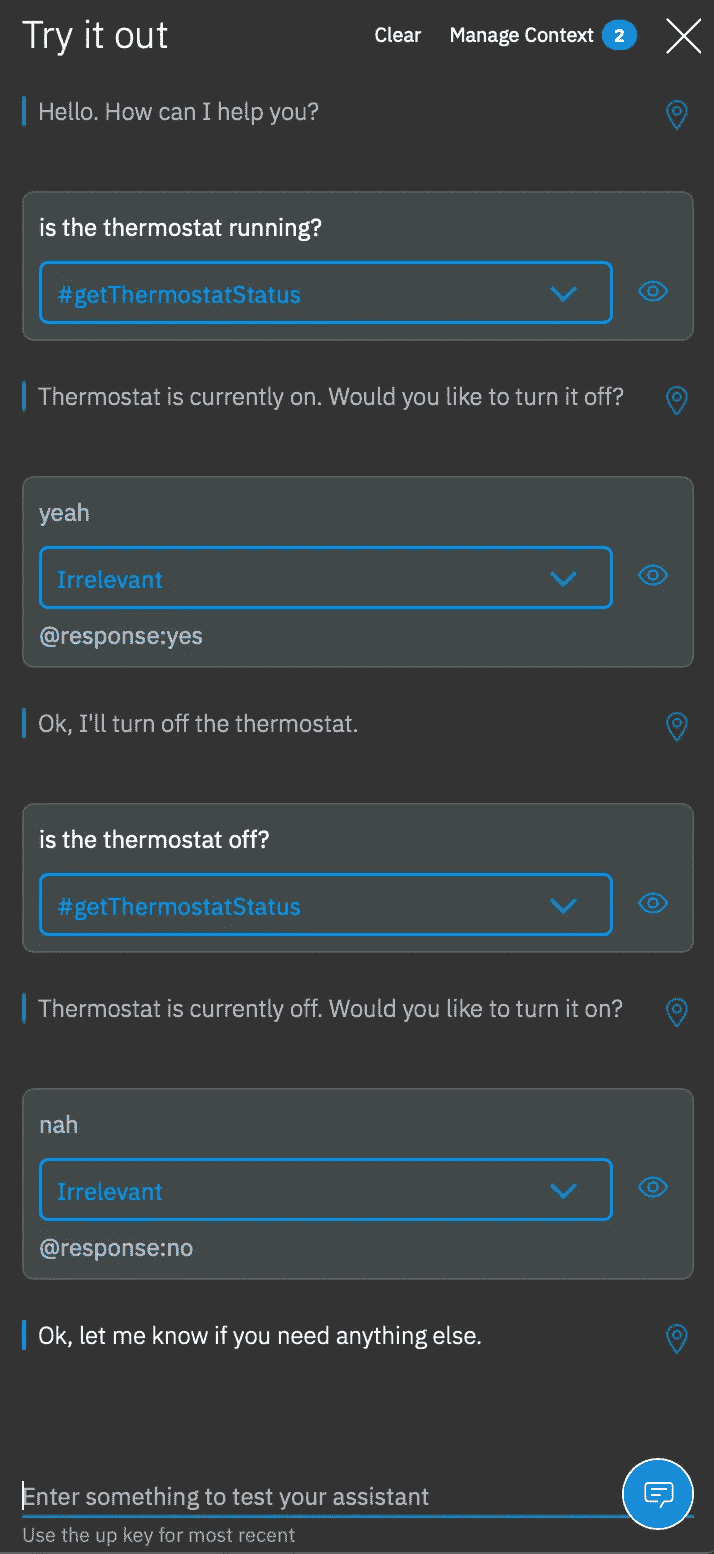 Try it out
Clear
Manage Context 2
Hello. How can I help you?
is the thermostat running?
#getThermostatStatus
Thermostat is currently on. Would you like to turn it off?
yeah
Irrelevant
@response:yes
Ok, I'll turn off the thermostat.
is the thermostat off?
#getThermostatStatus
Thermostat is currently off. Would you like to turn it on?
nah
Irrelevant
@response:no
Ok, let me know if you need anything else.
Enter something to test your assistant
Use the up key for most recent